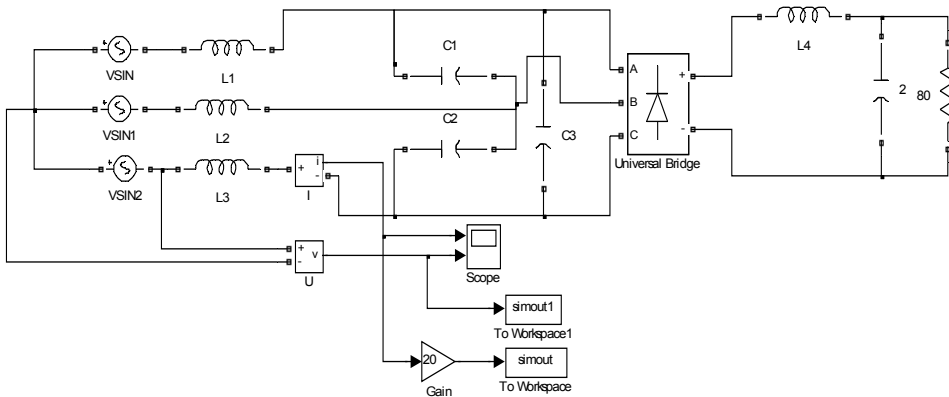 VSIN
L1
C1
L4
A
+
B
VSIN1
L2
C2
C3
C
-
2
80
Universal Bridge
VSIN2
L3
+
i
-
I
+
v
-
U
Scope
simout1
To Workspace1
20
simout
Gain
To Workspace